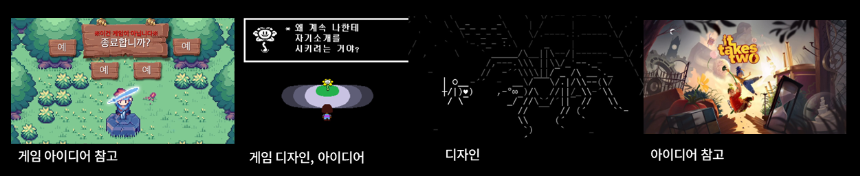 종료합니까?
예
예
예
예
게임 아이디어 참고
* 왜 계속 나한테
자기소개를
시키려는 거야?
게임 디자인, 아이디어
디자인
it
takes
two
아이디어 참고